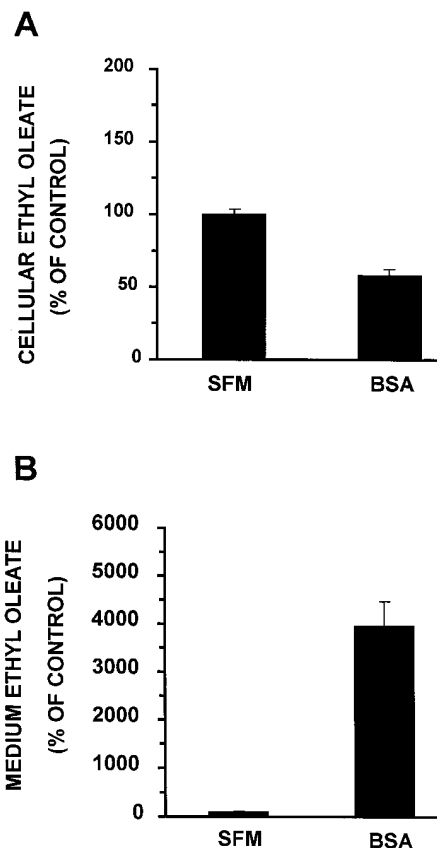 A
CELLULAR ETHYL OLEATE
(% OF CONTROL)
200
150
100
50
0
SFM BSA
B
MEDIUM ETHYL OLEATE
(% OF CONTROL)
6000
5000
4000
3000
2000
1000
0
SFM BSA